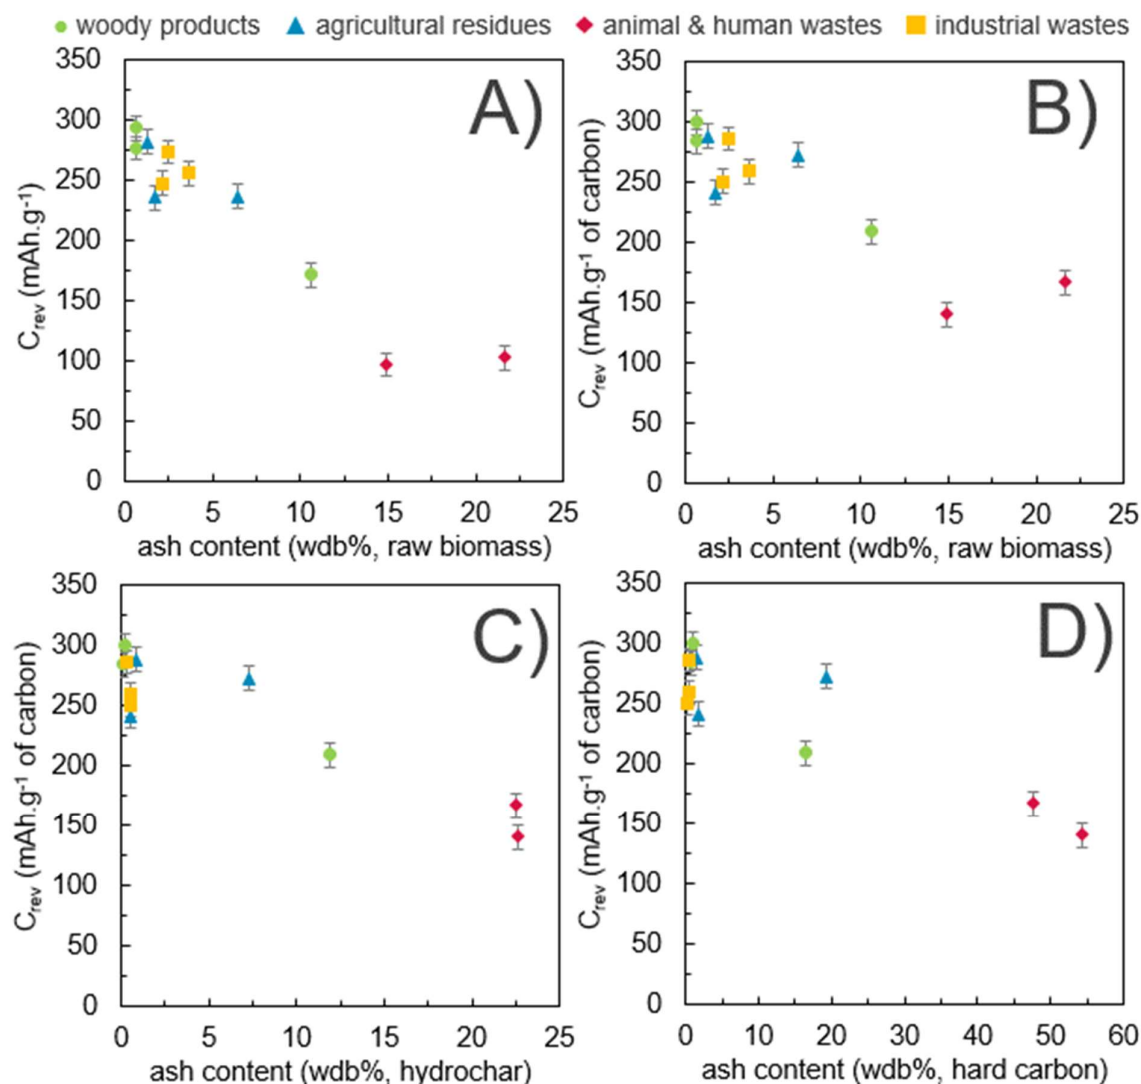 woody products agricultural residues animal & human wastes industrial wastes
A)
350
300
250
200
150
100
50
0
C_rev (mAh.g⁻¹)
0 5 10 15 20 25
ash content (wdb%, raw biomass)
B)
350
300
250
200
150
100
50
0
C_rev (mAh.g⁻¹ of carbon)
0 5 10 15 20 25
ash content (wdb%, raw biomass)
C)
350
300
250
200
150
100
50
0
C_rev (mAh.g⁻¹ of carbon)
0 5 10 15 20 25
ash content (wdb%, hydrochar)
D)
350
300
250
200
150
100
50
0
C_rev (mAh.g⁻¹ of carbon)
0 10 20 30 40 50 60
ash content (wdb%, hard carbon)